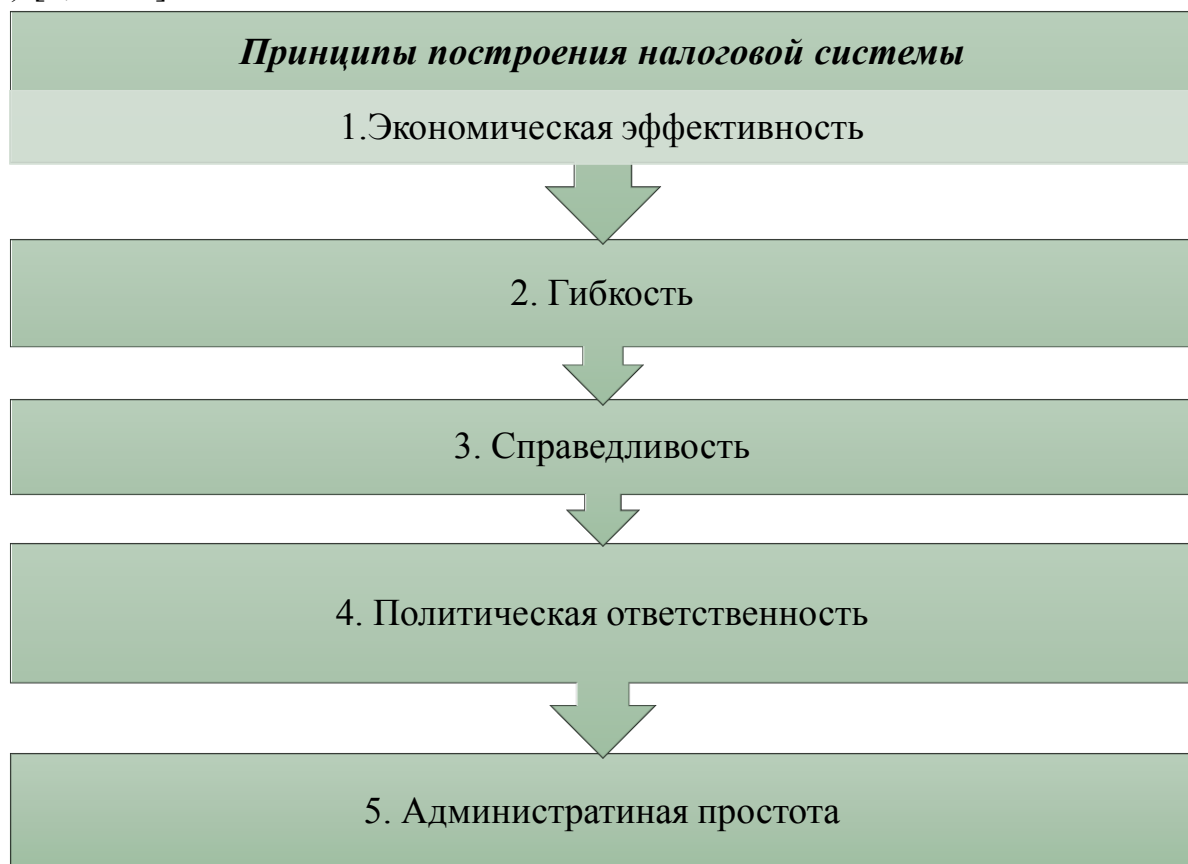 Принципы построения налоговой системы
1.Экономическая эффективность
2. Гибкость
3. Справедливость
4. Политическая ответственность
5. Администратиная простота